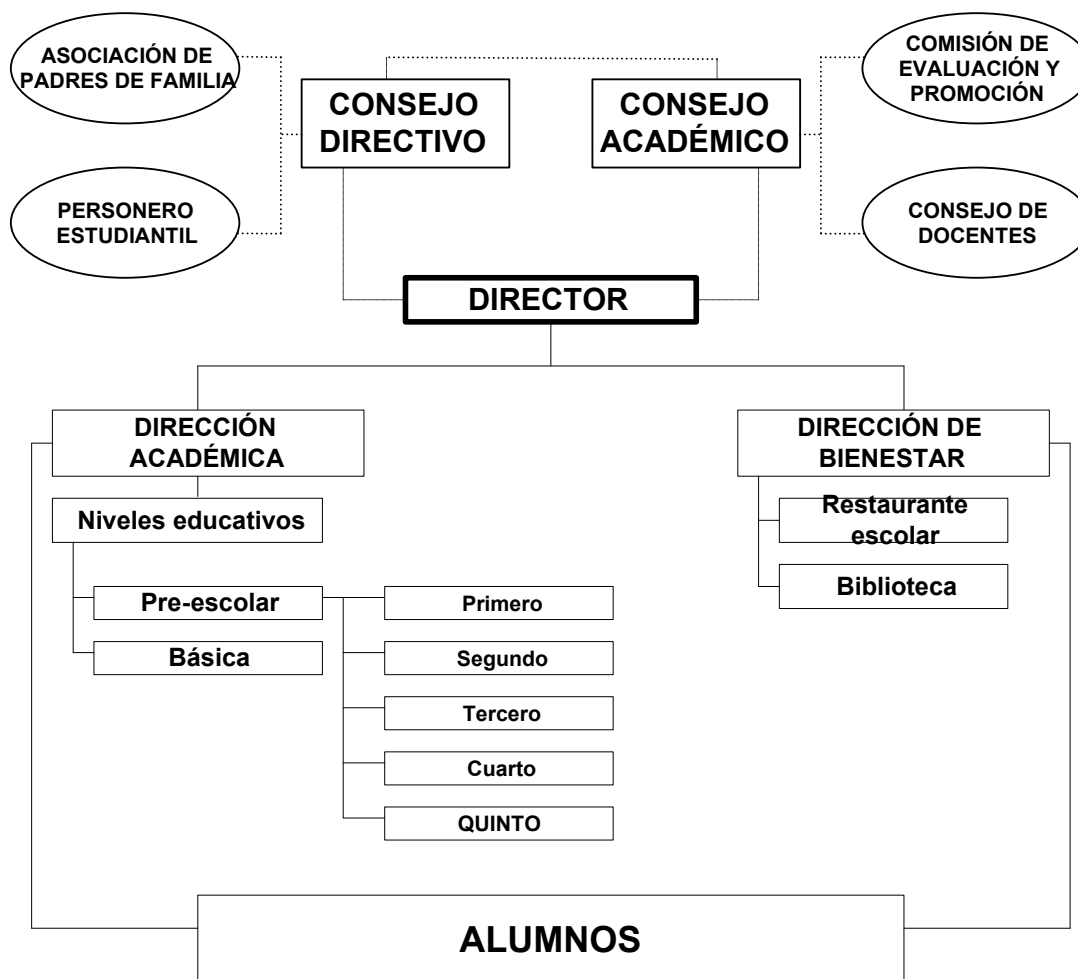 ASOCIACIÓN DE
PADRES DE FAMILIA
CONSEJO
DIRECTIVO
CONSEJO
ACADÉMICO
COMISIÓN DE
EVALUACIÓN Y
PROMOCIÓN
PERSONERO
ESTUDIANTIL
CONSEJO DE
DOCENTES
DIRECTOR
DIRECCIÓN
ACADÉMICA
DIRECCIÓN DE
BIENESTAR
Niveles educativos
Restaurante
escolar
Pre-escolar
Primero
Biblioteca
Básica
Segundo
Tercero
Cuarto
QUINTO
ALUMNOS